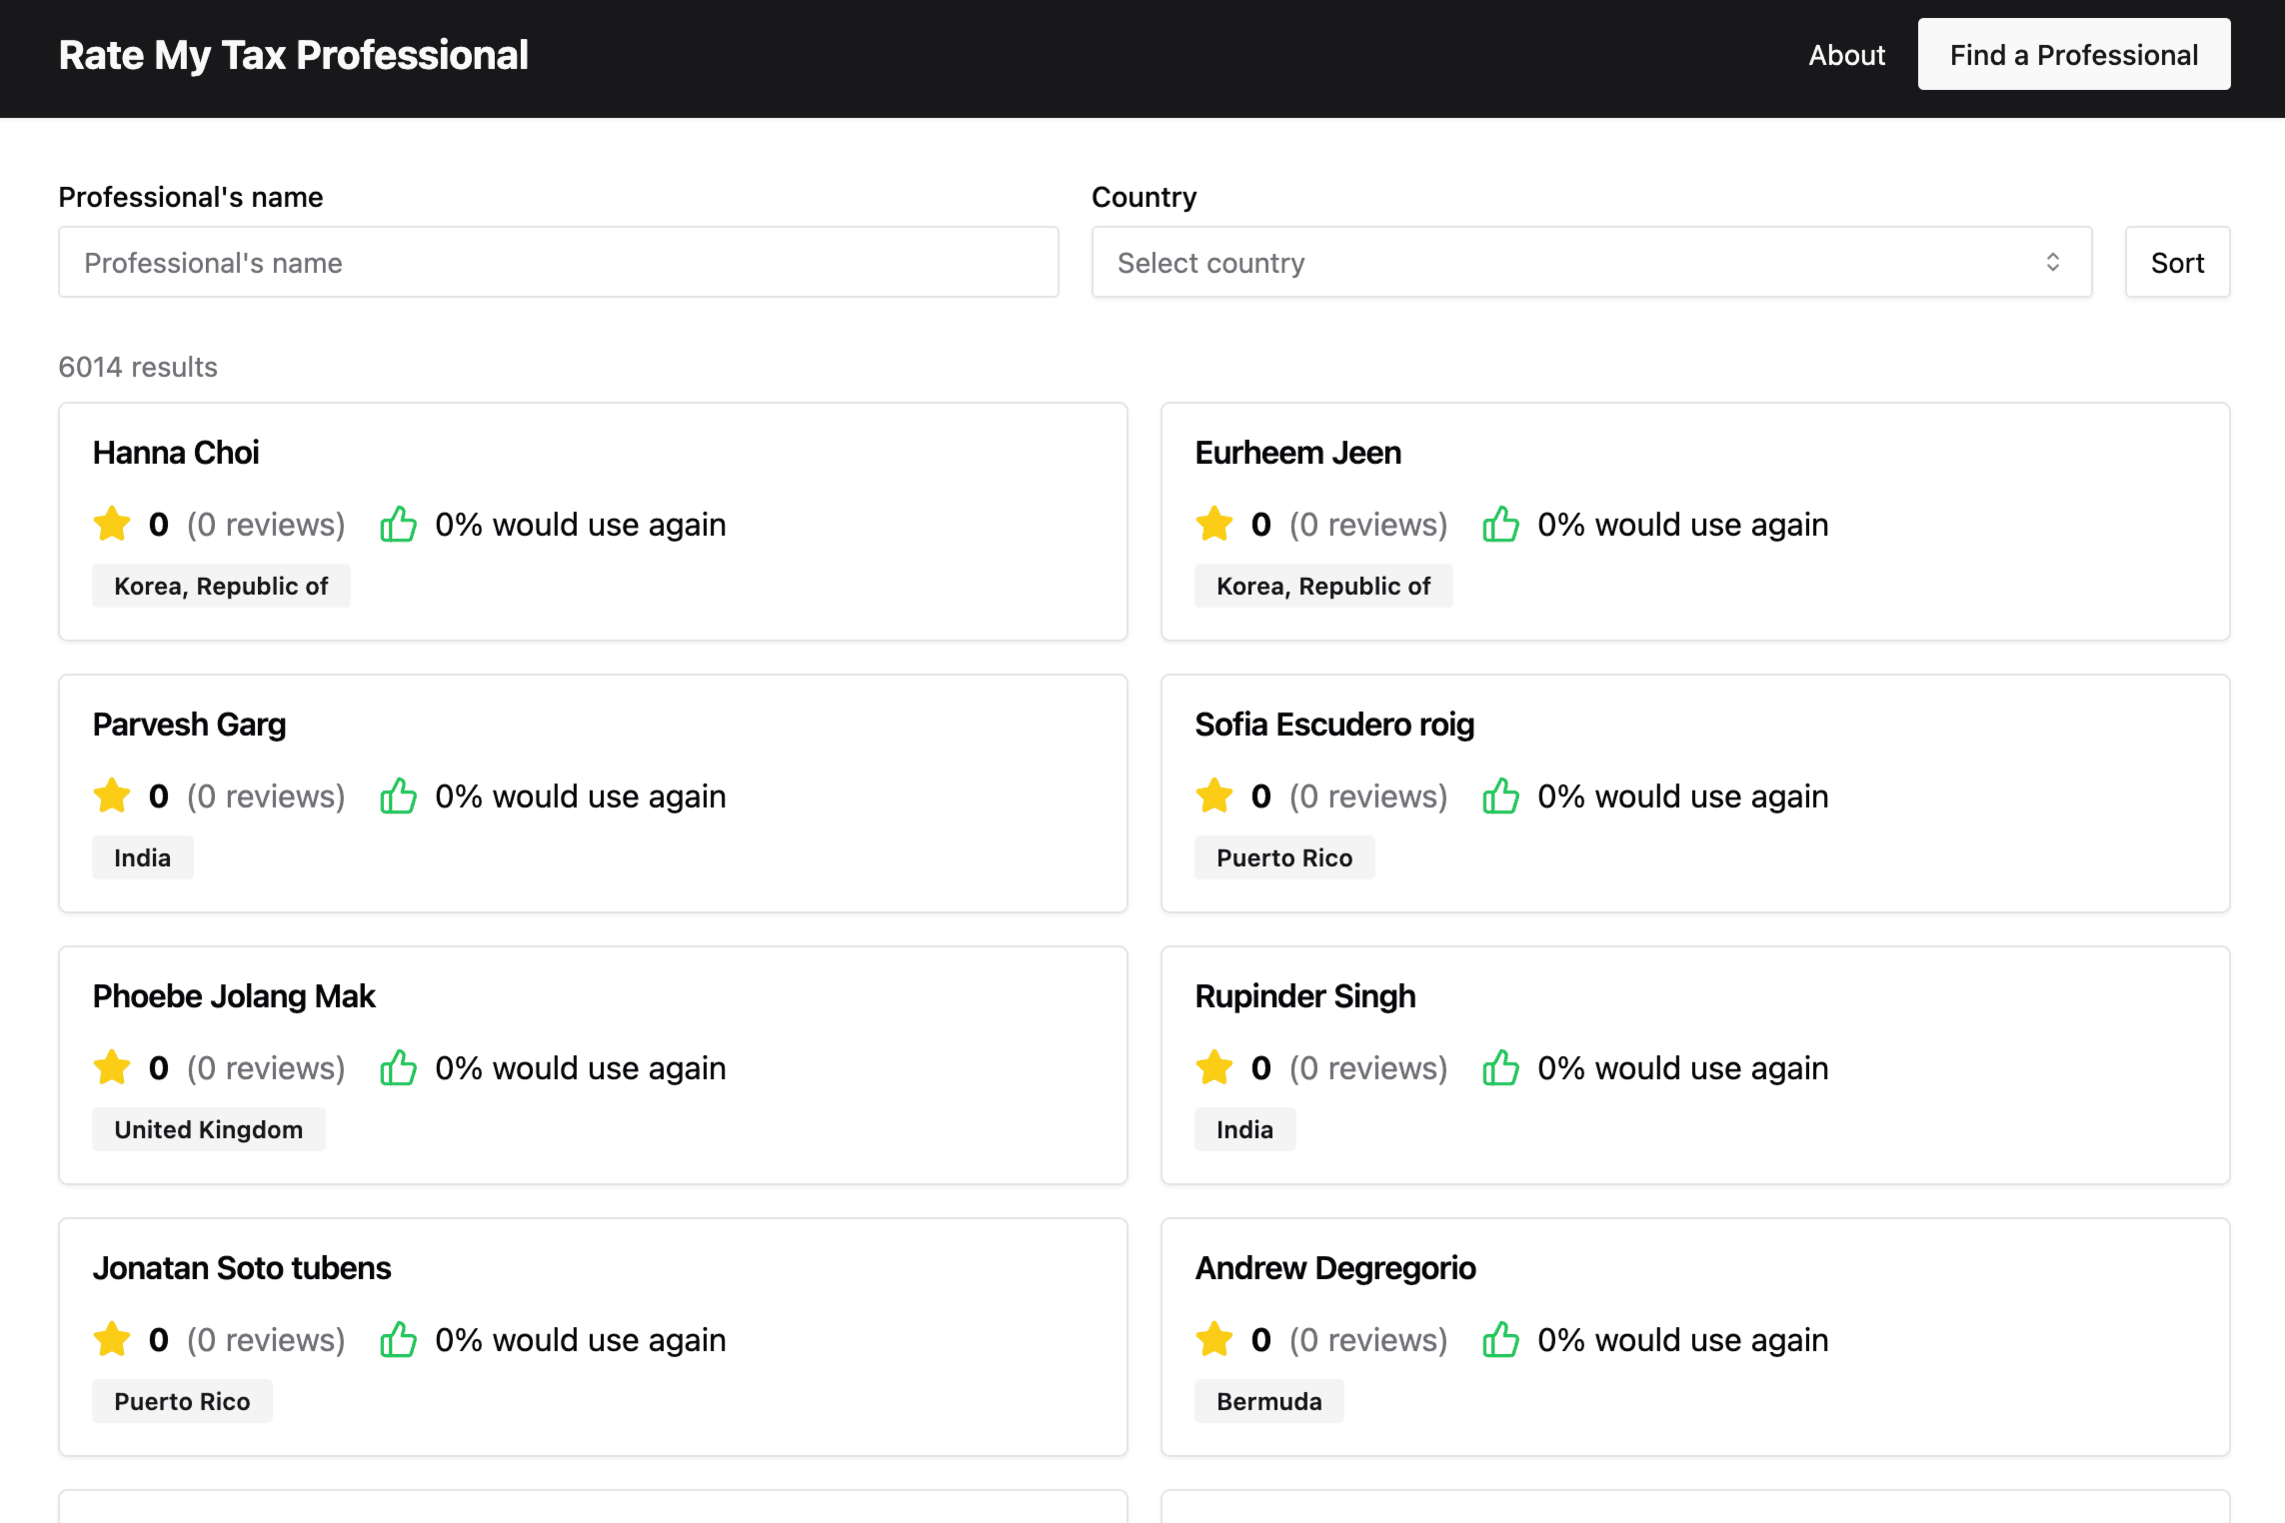 Rate My Tax Professional
About
Find a Professional
Professional's name
Country
Professional's name
Select country
Sort
6014 results
Hanna Choi
0 (0 reviews) 0% would use again
Korea, Republic of
Eurheem Jeen
0 (0 reviews) 0% would use again
Korea, Republic of
Parvesh Garg
0 (0 reviews) 0% would use again
India
Sofia Escudero roig
0 (0 reviews) 0% would use again
Puerto Rico
Phoebe Jolang Mak
0 (0 reviews) 0% would use again
United Kingdom
Rupinder Singh
0 (0 reviews) 0% would use again
India
Jonatan Soto tubens
0 (0 reviews) 0% would use again
Puerto Rico
Andrew Degregorio
0 (0 reviews) 0% would use again
Bermuda